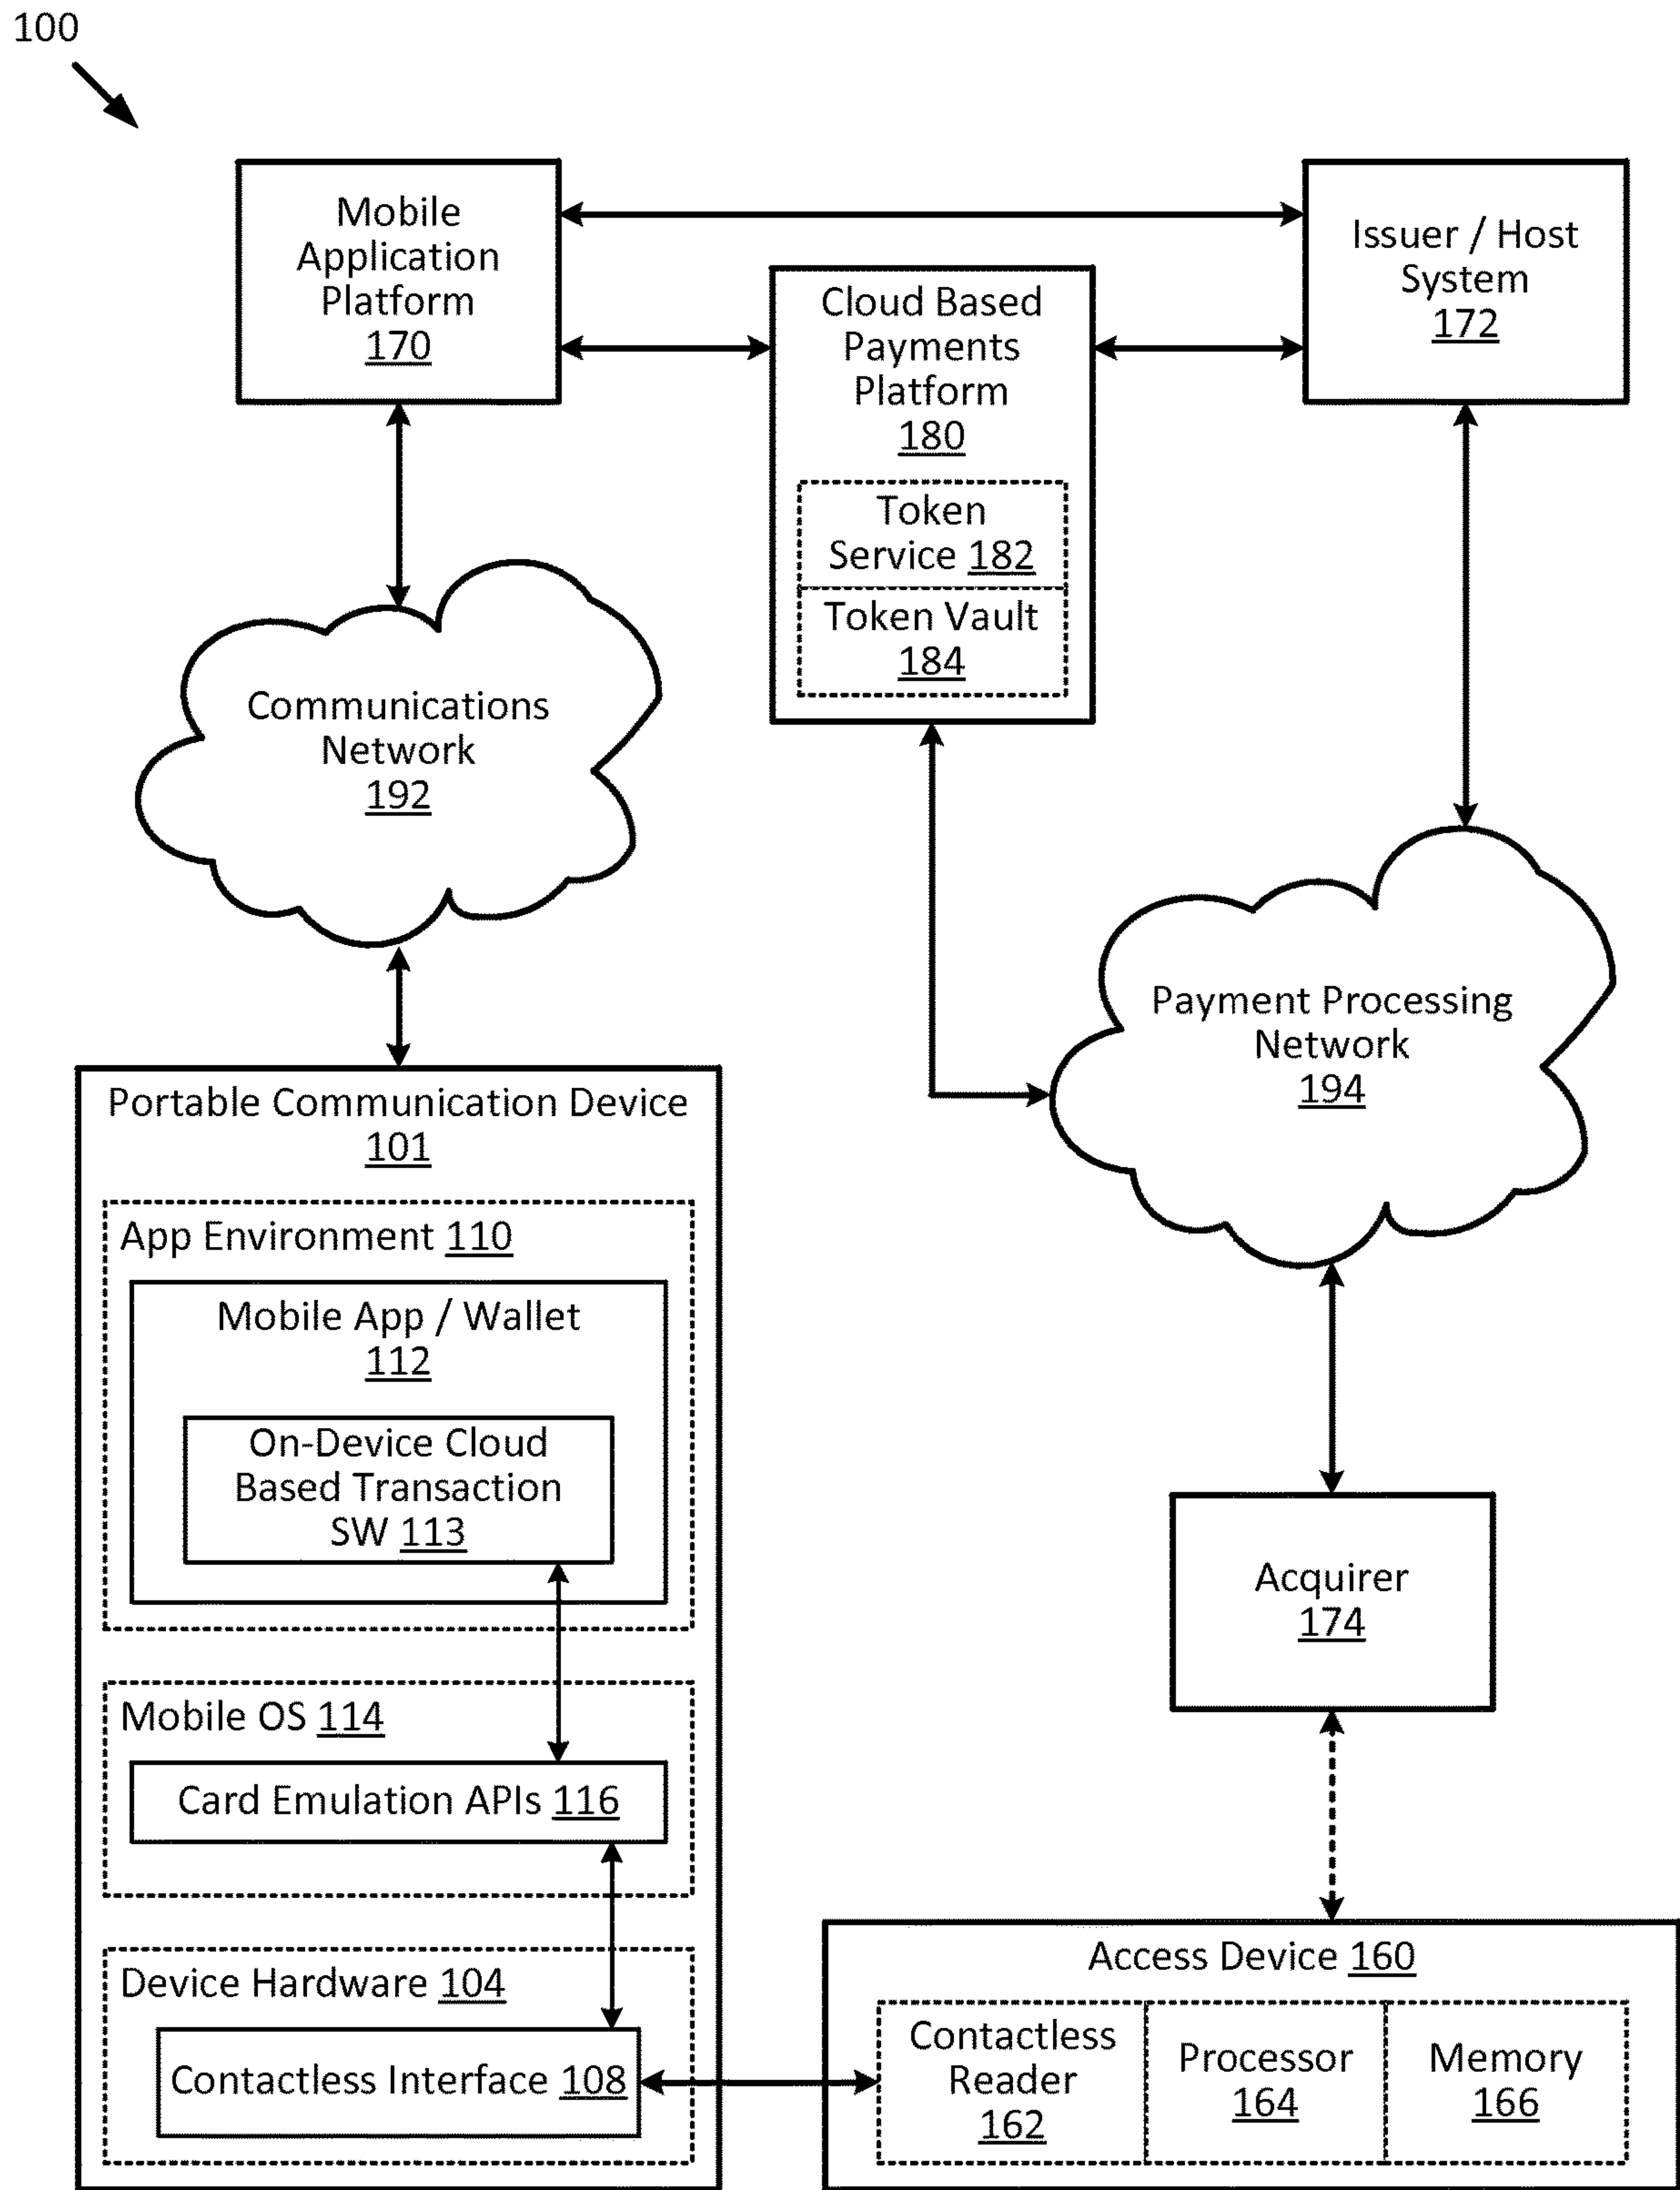 100
Mobile
Application
Platform
170
Issuer / Host
System
172
Cloud Based
Payments
Platform
180
Token
Service 182
Token Vault
184
Communications
Network
192
Payment Processing
Network
194
Portable Communication Device
101
App Environment 110
Mobile App / Wallet
112
On-Device Cloud
Based Transaction
SW 113
Mobile OS 114
Card Emulation APIs 116
Device Hardware 104
Contactless Interface 108
Acquirer
174
Access Device 160
Contactless
Reader
162
Processor
164
Memory
166